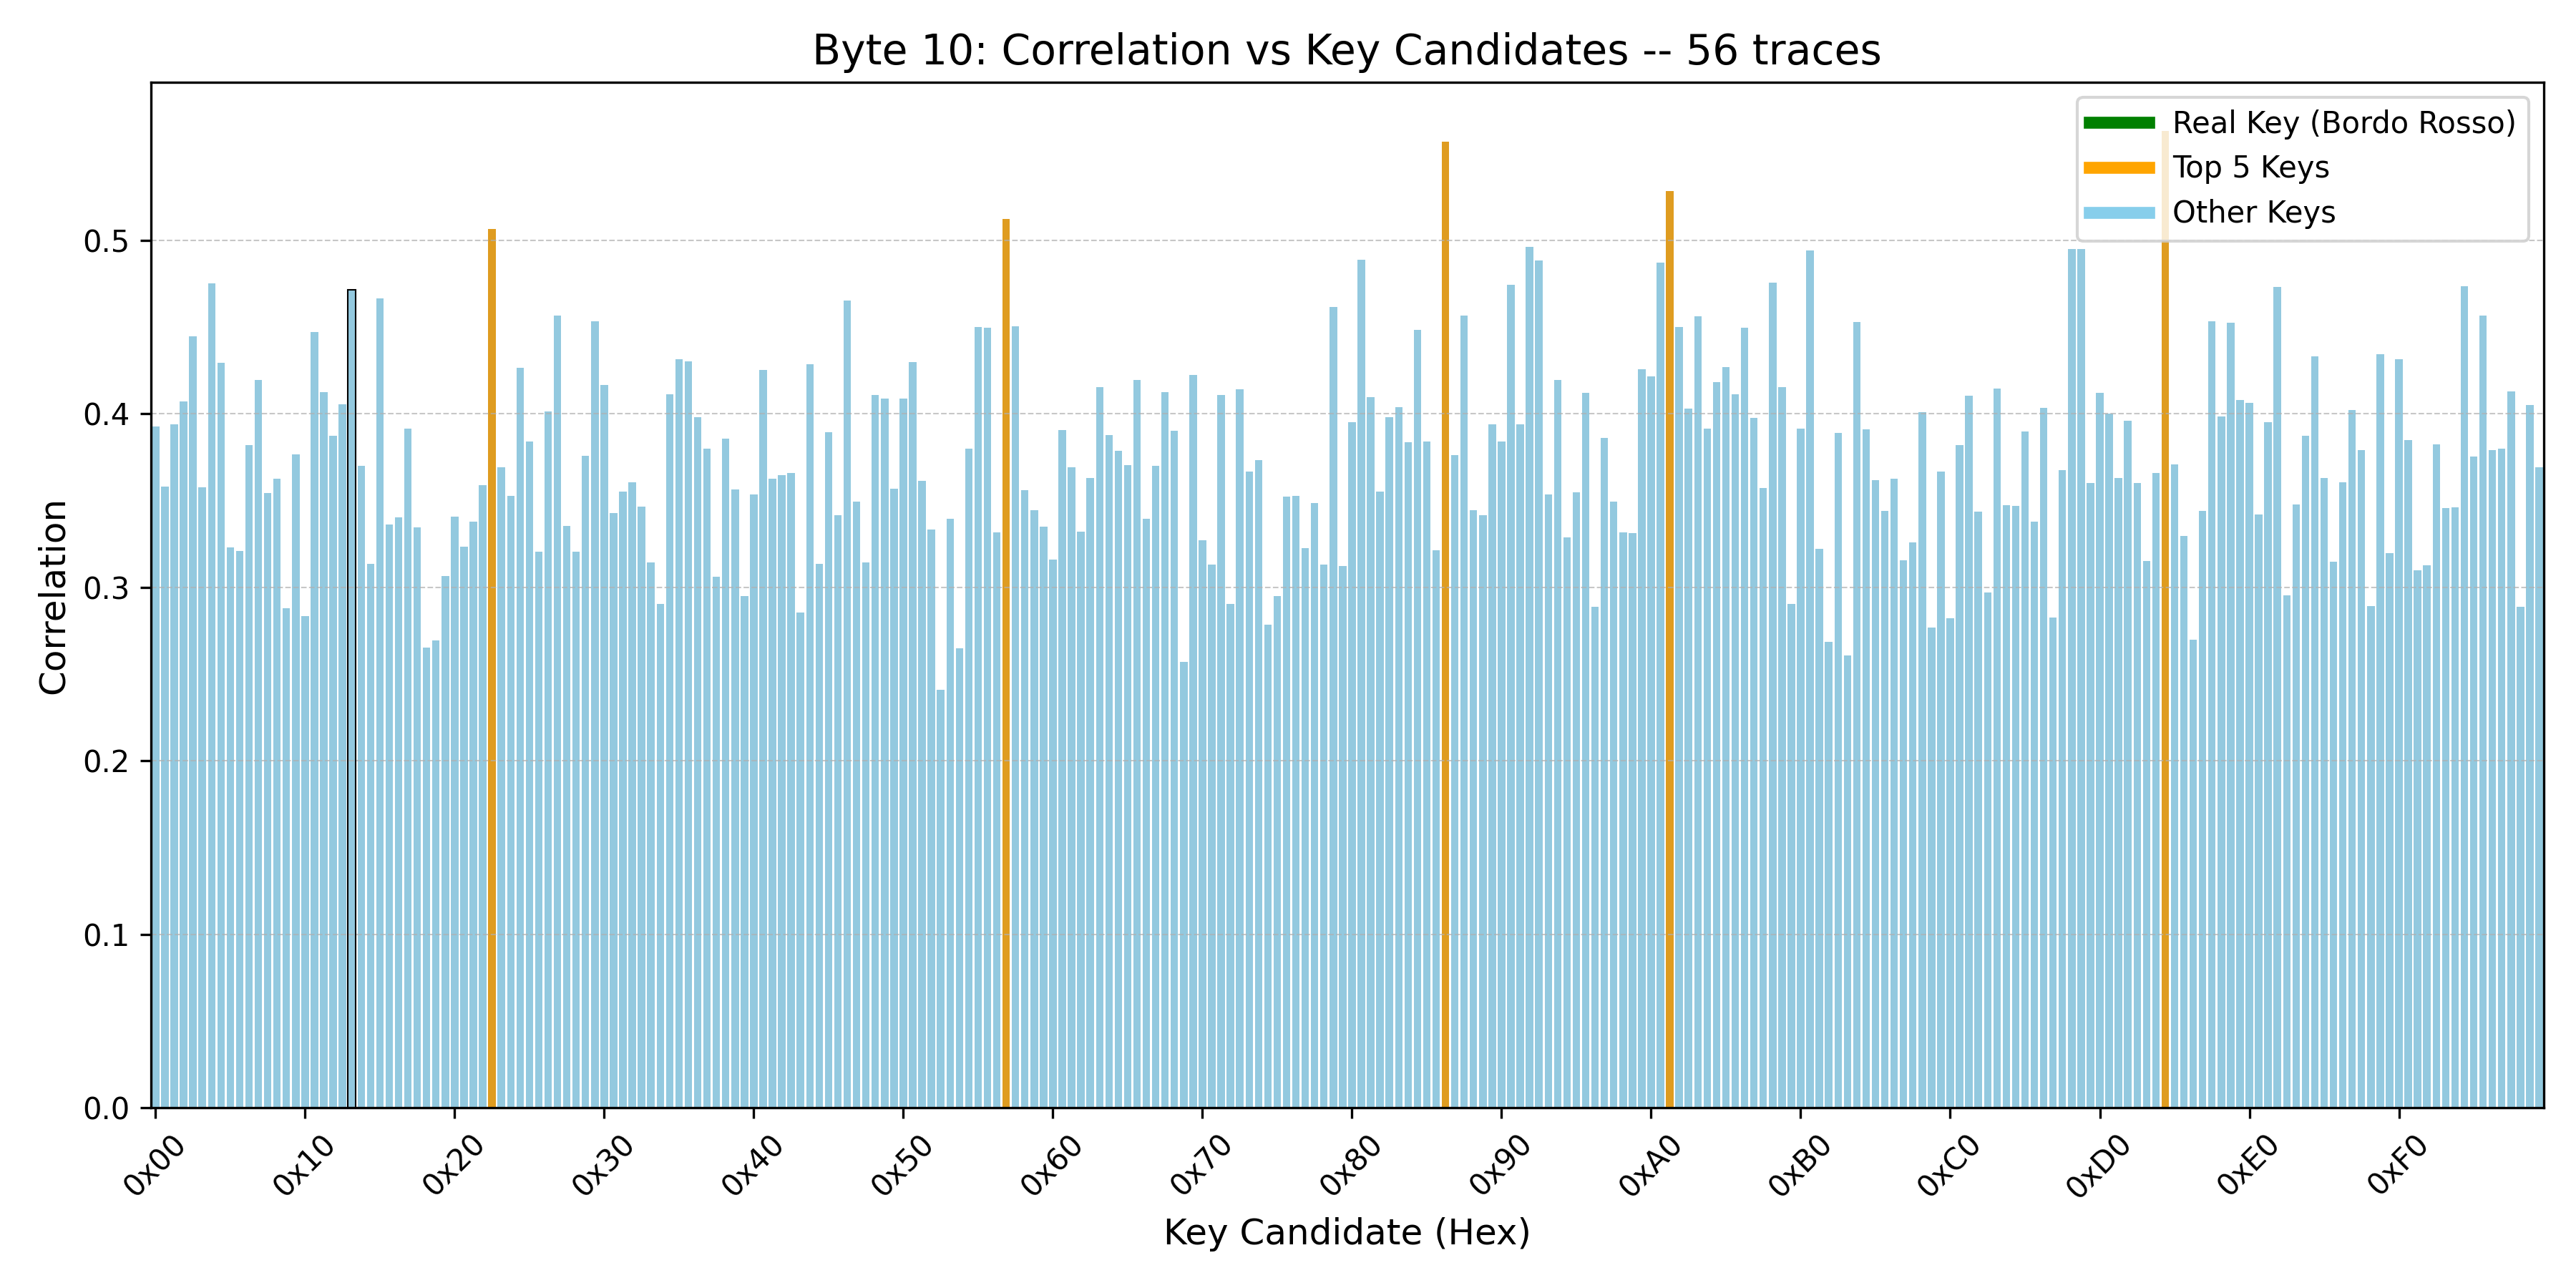 Byte 10: Correlation vs Key Candidates -- 56 traces
Real Key (Bordo Rosso)
Top 5 Keys
Other Keys
Correlation
0.5
0.4
0.3
0.2
0.1
0.0
0x00 0x10 0x20 0x30 0x40 0x50 0x60 0x70 0x80 0x90 0xA0 0xB0 0xC0 0xD0 0xE0 0xF0
Key Candidate (Hex)